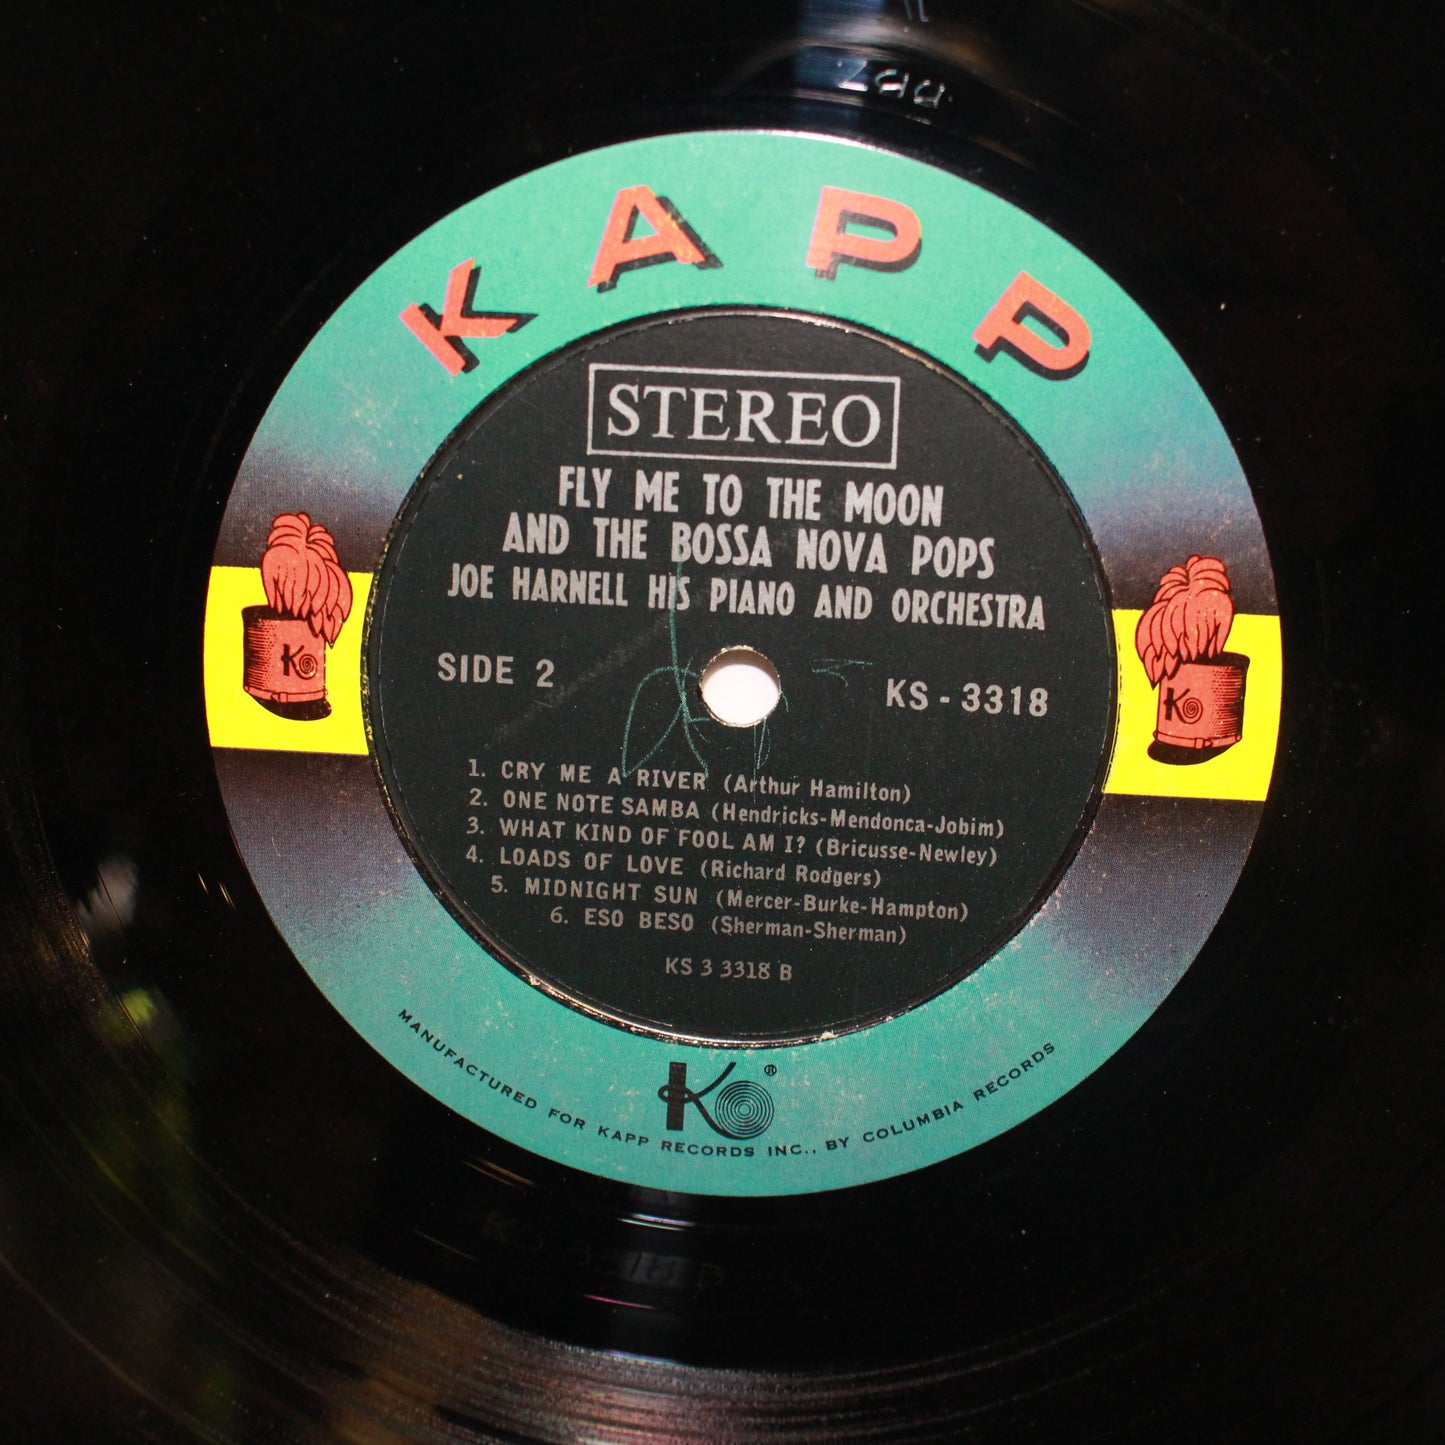 KAPP
STEREO
FLY ME TO THE MOON
AND THE BOSSA NOVA POPS
JOE HARNELL HIS PIANO AND ORCHESTRA
SIDE 2
KS - 3318
1. CRY ME A RIVER (Arthur Hamilton)
2. ONE NOTE SAMBA (Hendricks-Mendonca-Jobim)
3. WHAT KIND OF FOOL AM I? (Bricusse-Newley)
4. LOADS OF LOVE (Richard Rodgers)
5. MIDNIGHT SUN (Mercer-Burke-Hampton)
6. ESO BESO (Sherman-Sherman)
KS 3 3318 B
K
K
K ®
MANUFACTURED FOR KAPP RECORDS INC., BY COLUMBIA RECORDS